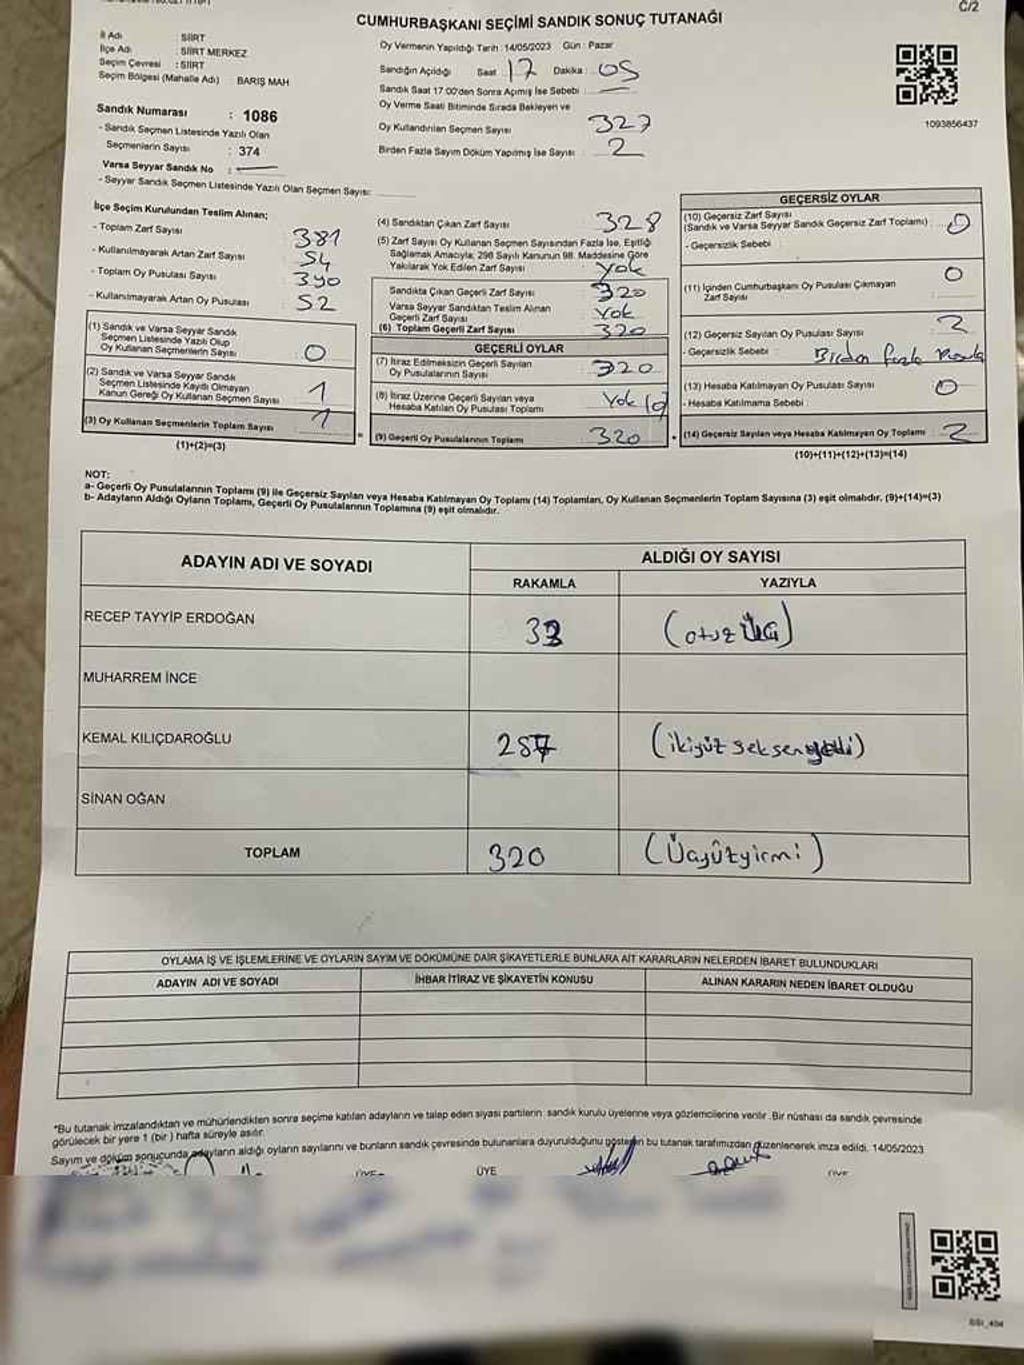 C/2
CUMHURBAŞKANI SEÇİMİ SANDIK SONUÇ TUTANAĞI
İl Adı : SİİRT
İlçe Adı : SİİRT MERKEZ
Seçim Çevresi : SİİRT
Seçim Bölgesi (Mahalle Adı) BARIŞ MAH
Sandık Numarası : 1086
- Sandık Seçmen Listesinde Yazılı Olan
Seçmenlerin Sayısı : 374
Varsa Seyyar Sandık No :
- Seyyar Sandık Seçmen Listesinde Yazılı Olan Seçmen Sayısı:
Oy Vermenin Yapıldığı Tarih : 14/05/2023 Gün : Pazar
Sandığın Açıldığı Saat 17 Dakika : 05
Sandık Saat 17:00'den Sonra Açımış İse Sebebi :
Oy Verme Saati Bitiminde Sırada Bekleyen ve
Oy Kullandırılan Seçmen Sayısı 327
Birden Fazla Sayım Döküm Yapılmış İse Sayısı : 2
1093856437
İlçe Seçim Kurulundan Teslim Alınan;
- Toplam Zarf Sayısı 381
- Kullanılmayarak Artan Zarf Sayısı 54
- Toplam Oy Pusulası Sayısı 390
- Kullanılmayarak Artan Oy Pusulası 52
(1) Sandık ve Varsa Seyyar Sandık
Seçmen Listesinde Yazılı Olup
Oy Kullanan Seçmenlerin Sayısı 0
(2) Sandık ve Varsa Seyyar Sandık
Seçmen Listesinde Kayıtlı Olmayan
Kanun Gereği Oy Kullanan Seçmen Sayısı 1
(3) Oy Kullanan Seçmenlerin Toplam Sayısı 1
(1)+(2)=(3)
(4) Sandıktan Çıkan Zarf Sayısı 328
(5) Zarf Sayısı Oy Kullanan Seçmen Sayısından Fazla İse, Eşitliği
Sağlamak Amacıyla; 298 Sayılı Kanunun 98. Maddesine Göre
Yakılarak Yok Edilen Zarf Sayısı Yok
Sandıkta Çıkan Geçerli Zarf Sayısı 320
Varsa Seyyar Sandıktan Teslim Alınan
Geçerli Zarf Sayısı Yok
(6) Toplam Geçerli Zarf Sayısı 320
GEÇERLİ OYLAR
(7) İtiraz Edilmeksizin Geçerli Sayılan
Oy Pusulalarının Sayısı 320
(8) İtiraz Üzerine Geçerli Sayılan veya
Hesaba Katılan Oy Pusulası Toplamı Yok
(9) Geçerli Oy Pusulalarının Toplamı 320
GEÇERSİZ OYLAR
(10) Geçersiz Zarf Sayısı
(Sandık ve Varsa Seyyar Sandık Geçersiz Zarf Toplamı) 0
- Geçersizlik Sebebi
(11) İçinden Cumhurbaşkanı Oy Pusulası Çıkmayan
Zarf Sayısı 0
(12) Geçersiz Sayılan Oy Pusulası Sayısı 2
- Geçersizlik Sebebi : Birden fazla
(13) Hesaba Katılmayan Oy Pusulası Sayısı 0
- Hesaba Katılmama Sebebi :
(14) Geçersiz Sayılan veya Hesaba Katılmayan Oy Toplamı 2
(10)+(11)+(12)+(13)=(14)
NOT:
a- Geçerli Oy Pusulalarının Toplamı (9) ile Geçersiz Sayılan veya Hesaba Katılmayan Oy Toplamı (14) Toplamları, Oy Kullanan Seçmenlerin Toplam Sayısına (3) eşit olmalıdır. (9)+(14)=(3)
b- Adayların Aldığı Oyların Toplamı, Geçerli Oy Pusulalarının Toplamına (9) eşit olmalıdır.
ADAYIN ADI VE SOYADI ALDIĞI OY SAYISI
RAKAMLA YAZIYLA
RECEP TAYYİP ERDOĞAN 33 (otuz üç)
MUHARREM İNCE
KEMAL KILIÇDAROĞLU 287 (ikiyüz seksen yedi)
SİNAN OĞAN
TOPLAM 320 (Üçyüzyirmi)
OYLAMA İŞ VE İŞLEMLERİNE VE OYLARIN SAYIM VE DÖKÜMÜNE DAİR ŞİKAYETLERLE BUNLARA AİT KARARLARIN NELERDEN İBARET BULUNDUKLARI
ADAYIN ADI VE SOYADI İHBAR İTİRAZ VE ŞİKAYETİN KONUSU ALINAN KARARIN NEDEN İBARET OLDUĞU
*Bu tutanak imzalandıktan ve mühürlendikten sonra seçime katılan adayların ve talep eden siyasi partilerin sandık kurulu üyelerine veya gözlemcilerine verilir. Bir nüshası da sandık çevresinde
görülecek bir yere 1 (bir) hafta süreyle asılır.
Sayım ve döküm sonucunda adayların aldığı oyların sayılarını ve bunların sandık çevresinde bulunanlara duyurulduğunu gösteren bu tutanak tarafımızdan düzenlenerek imza edildi. 14/05/2023
ÜYE ÜYE ÜYE